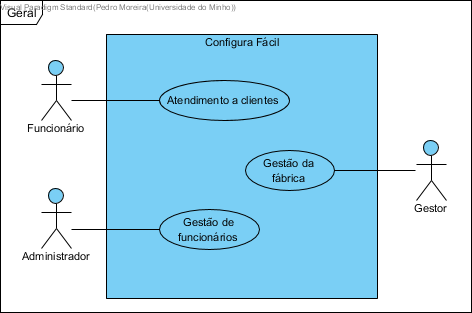 Visual Paradigm Standard(Pedro Moreira(Universidade do Minho))
Geral
Configura Fácil
Atendimento a clientes
Funcionário
Gestão da
fábrica
Gestor
Gestão de
funcionários
Administrador